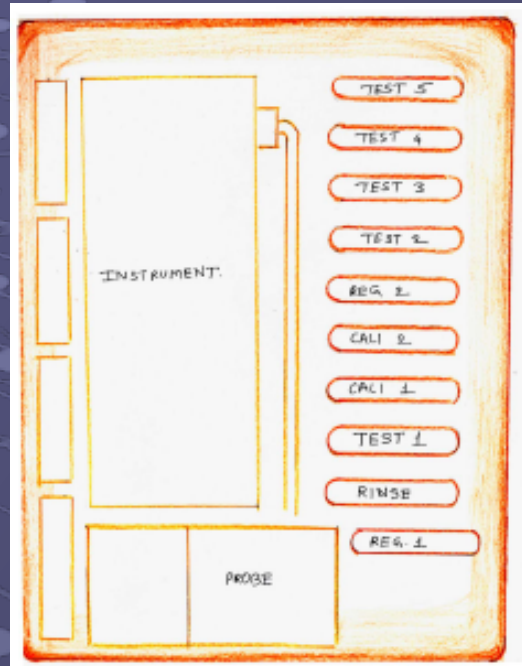 TEST 5
TEST 4
TEST 3
TEST 2
INSTRUMENT.
REG 2
CALI 2
CALI 1
TEST 1
RINSE
REG. 1
PROBE